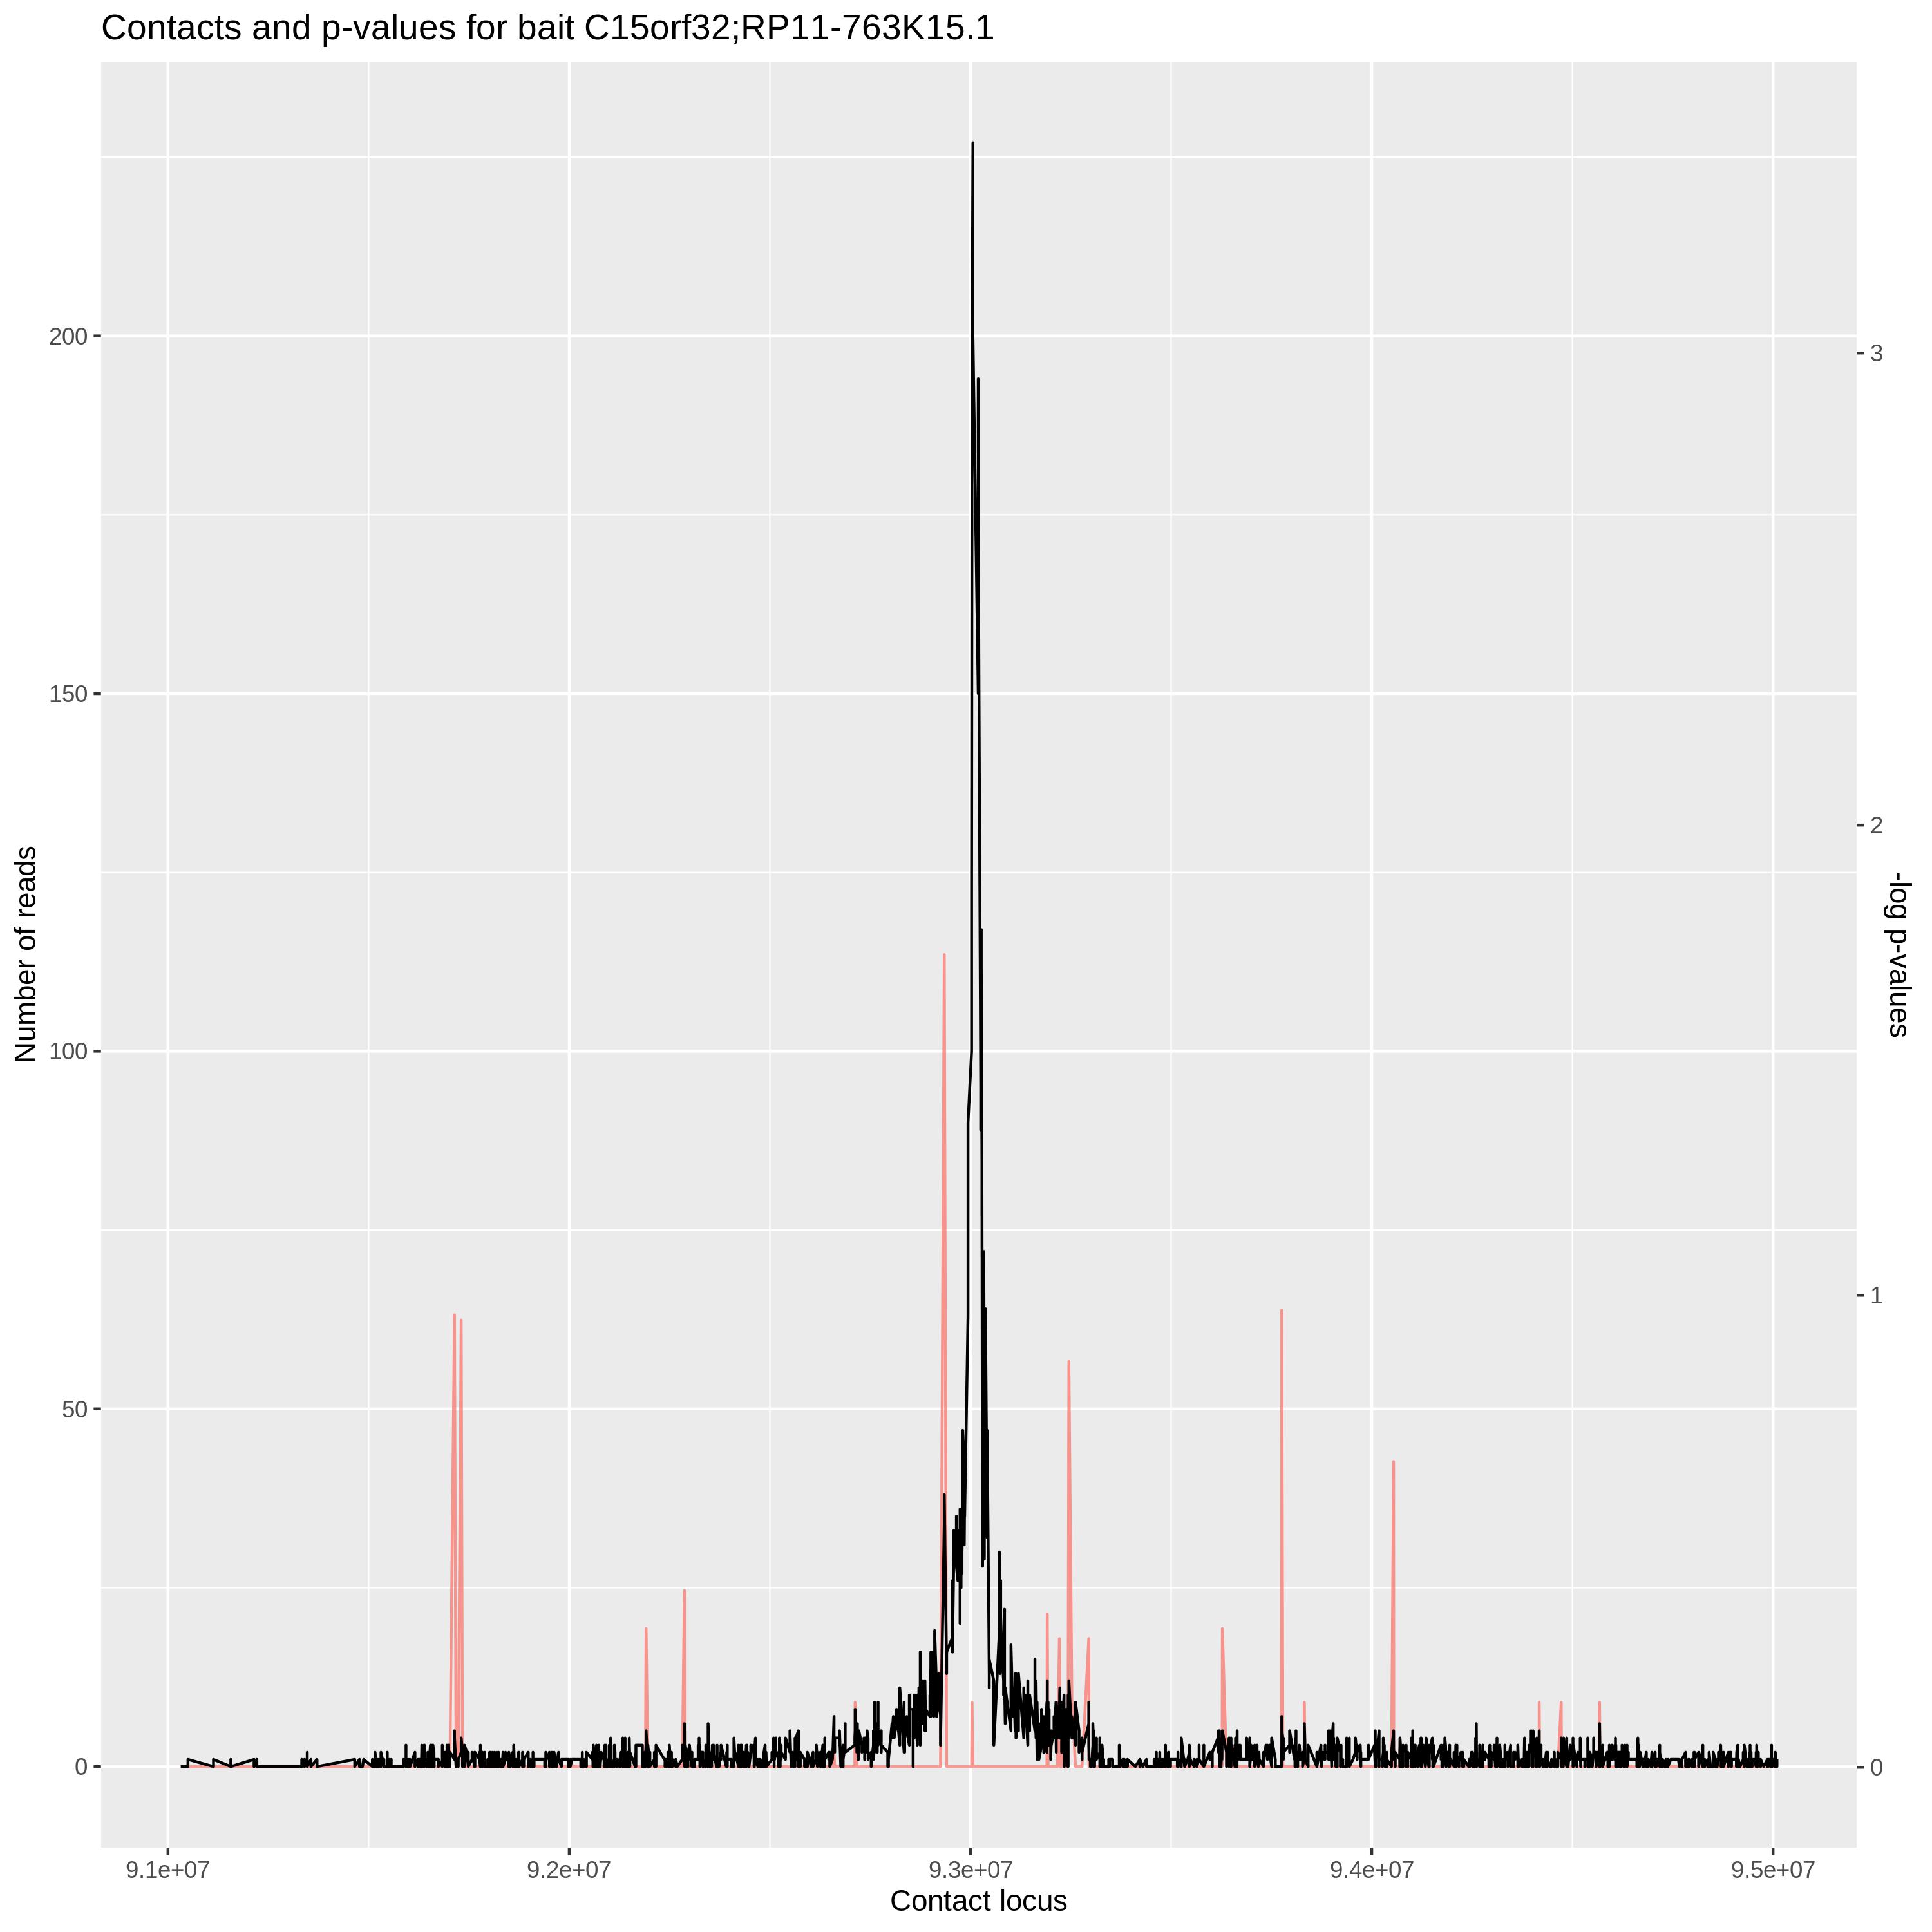 Contacts and p-values for bait C15orf32;RP11-763K15.1
Number of reads
200
150
100
50
0
3
2
1
0
-log p-values
9.1e+07 9.2e+07 9.3e+07 9.4e+07 9.5e+07
Contact locus